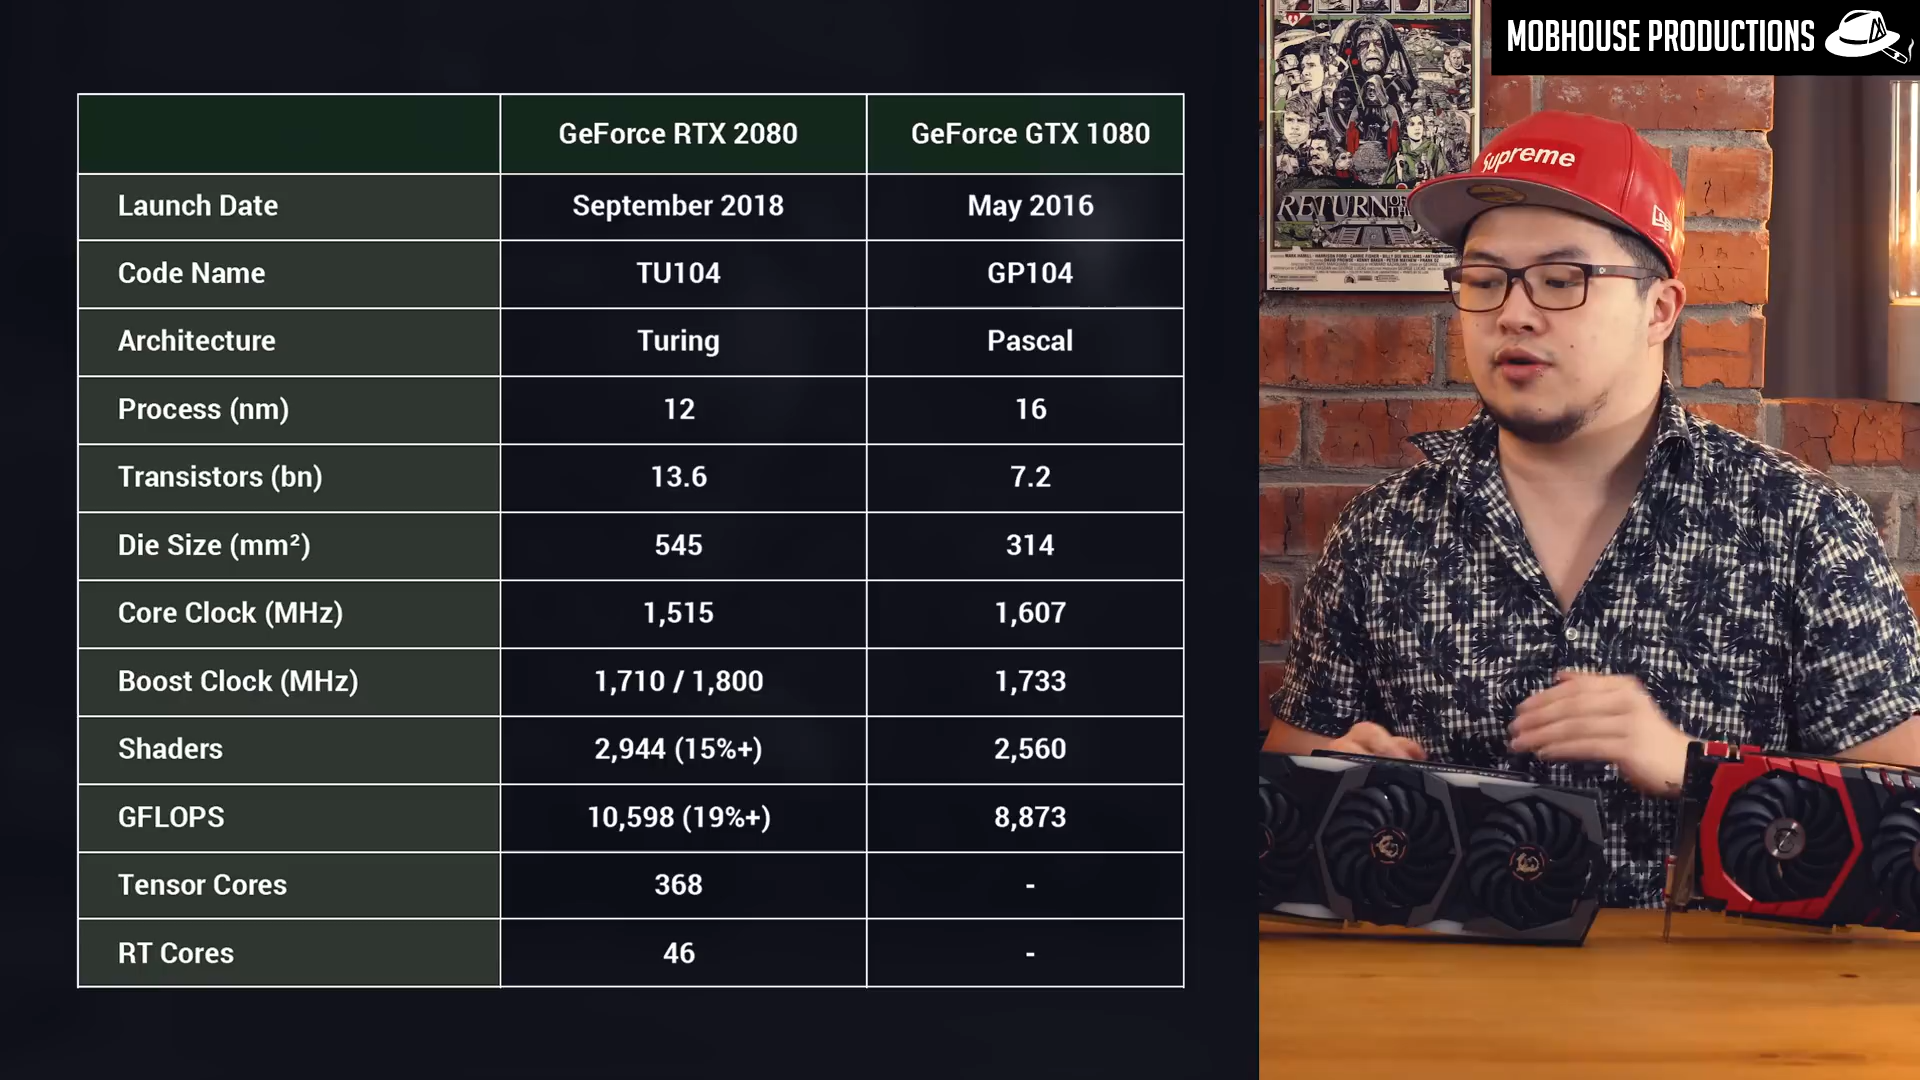 MOBHOUSE PRODUCTIONS
GeForce RTX 2080 GeForce GTX 1080
Launch Date September 2018 May 2016
Code Name TU104 GP104
Architecture Turing Pascal
Process (nm) 12 16
Transistors (bn) 13.6 7.2
Die Size (mm²) 545 314
Core Clock (MHz) 1,515 1,607
Boost Clock (MHz) 1,710 / 1,800 1,733
Shaders 2,944 (15%+) 2,560
GFLOPS 10,598 (19%+) 8,873
Tensor Cores 368 -
RT Cores 46 -
Supreme
RETURN OF THE